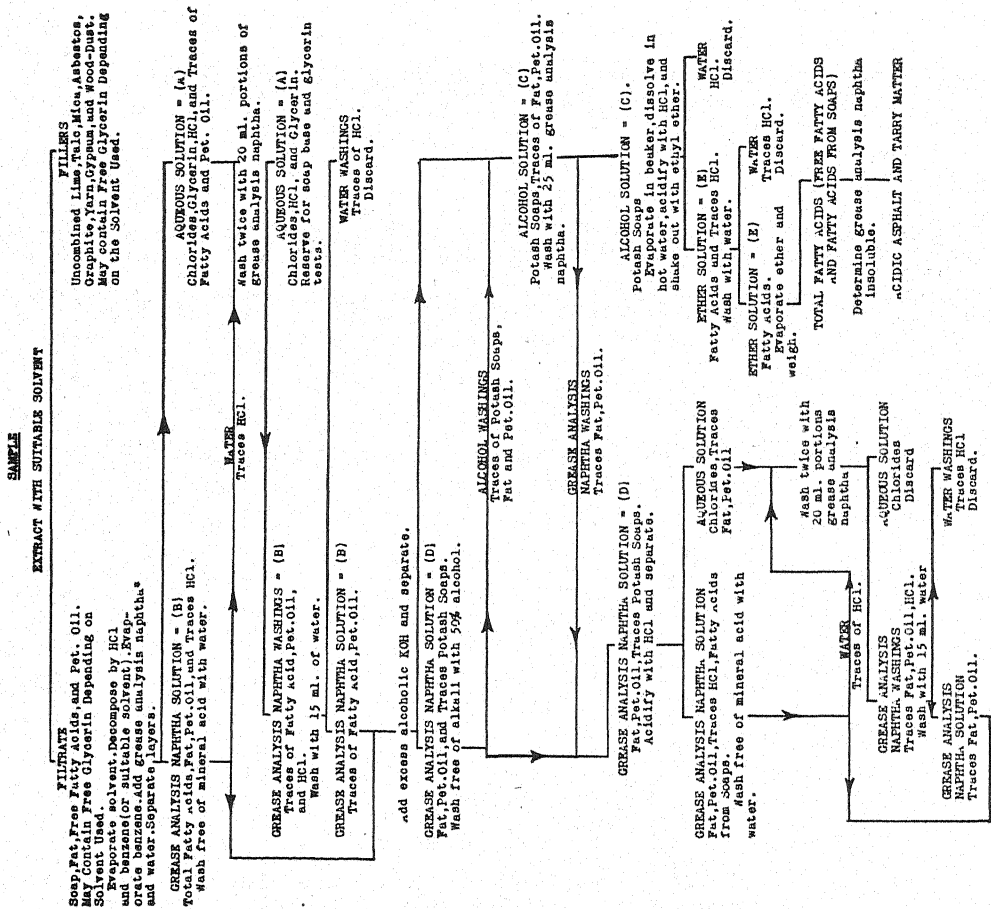 SAMPLE
EXTRACT WITH SUITABLE SOLVENT
FILTRATE
Soap,Fat,Free Fatty Acids,and Pet. Oil.
May Contain Free Glycerin Depending on
Solvent Used.
Evaporate solvent.Decompose by HCl
and benzene(or suitable solvent).Evap-
orate benzene.Add grease analysis naphtha*
and water.Separate layers.
FILLERS
Uncombined Lime,Talc,Mica,Asbestos,
Graphite,Yarn,Gypsum,and Wood-Dust.
May contain Free Glycerin Depending
on the Solvent Used.
GREASE ANALYSIS NAPHTHA SOLUTION = (B)
Total Fatty Acids,Fat,Pet.Oil,and Traces HCl.
Wash free of mineral acid with water.
AQUEOUS SOLUTION = (A)
Chlorides,Glycerin,HCl,and Traces of
Fatty Acids and Pet. Oil.
WATER
Traces HCl.
Wash twice with 20 ml. portions of
grease analysis naphtha.
GREASE ANALYSIS NAPHTHA WASHINGS = (B)
Traces of Fatty Acid,Pet.Oil,
and HCl.
Wash with 15 ml. of water.
AQUEOUS SOLUTION = (A)
Chlorides,HCl, and Glycerin.
Reserve for soap base and glycerin
tests.
GREASE ANALYSIS NAPHTHA SOLUTION = (B)
Traces of Fatty Acid,Pet.Oil.
WATER WASHINGS
Traces of HCl.
Discard.
Add excess alcoholic KOH and separate.
GREASE ANALYSIS NAPHTHA SOLUTION = (D)
Fat,Pet.Oil,and Traces Potash Soaps.
Wash free of alkali with 50% alcohol.
ALCOHOL WASHINGS
Traces of Potash Soaps,
Fat and Pet.Oil.
ALCOHOL SOLUTION = (C)
Potash Soaps,Traces of Fat,Pet.Oil.
Wash with 25 ml. grease analysis
naphtha.
GREASE ANALYSIS
NAPHTHA WASHINGS
Traces Fat,Pet.Oil.
GREASE ANALYSIS NAPHTHA SOLUTION = (D)
Fat,Pet.Oil,Traces Potash Soaps.
Acidify with HCl and separate.
ALCOHOL SOLUTION = (C).
Potash Soaps
Evaporate in beaker,dissolve in
hot water,acidify with HCl,and
shake out with ethyl ether.
GREASE ANALYSIS NAPHTHA SOLUTION
Fat,Pet.Oil,Traces HCl,Fatty Acids
from Soaps.
Wash free of mineral acid with
water.
AQUEOUS SOLUTION
Chlorines,Traces
Fat,Pet.Oil
ETHER SOLUTION = (E)
Fatty Acids and Traces HCl.
Wash with water.
WATER
HCl.
Discard.
ETHER SOLUTION = (E)
Fatty Acids.
Evaporate ether and
weigh.
WATER
Traces HCl.
Discard.
WATER
Traces of HCl.
Wash twice with
20 ml. portions
grease analysis
naphtha
TOTAL FATTY ACIDS (FREE FATTY ACIDS
AND FATTY ACIDS FROM SOAPS)
Determine grease analysis naphtha
insoluble.
GREASE ANALYSIS
NAPHTHA WASHINGS
Traces Fat,Pet.Oil,HCl.
Wash with 15 ml. water
AQUEOUS SOLUTION
Chlorides
Discard
ACIDIC ASPHALT AND TARRY MATTER
GREASE ANALYSIS
NAPHTHA SOLUTION
Traces Fat,Pet.Oil.
WATER WASHINGS
Traces HCl
Discard.